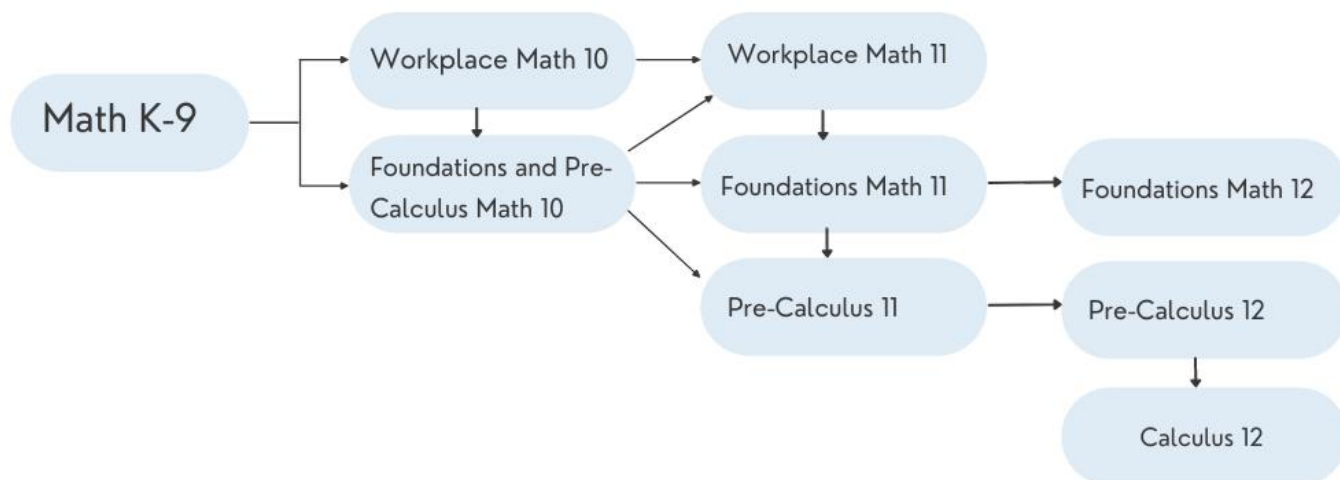 Math K-9
Workplace Math 10
Workplace Math 11
Foundations and Pre-
Calculus Math 10
Foundations Math 11
Foundations Math 12
Pre-Calculus 11
Pre-Calculus 12
Calculus 12